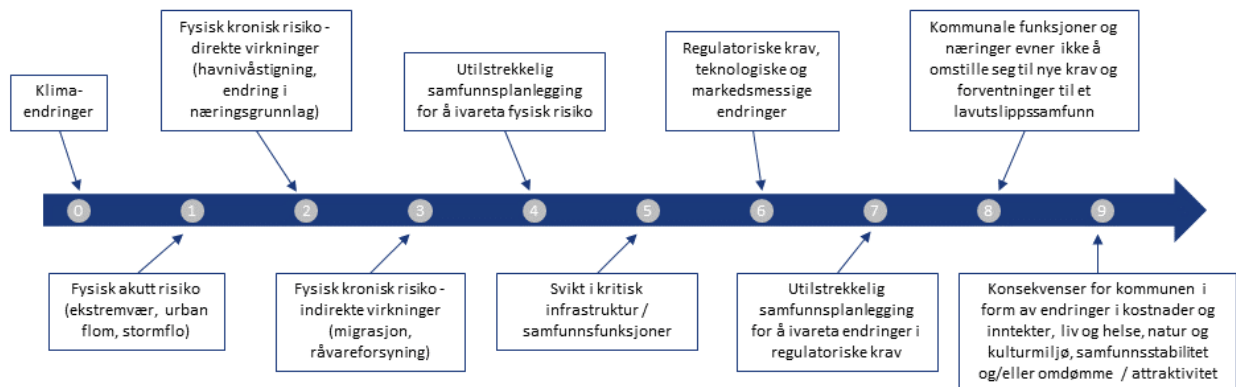 Klima-
endringer
Fysisk kronisk risiko -
direkte virkninger
(havnivåstigning,
endring i
næringsgrunnlag)
Utilstrekkelig
samfunnsplanlegging
for å ivareta fysisk risiko
Regulatoriske krav,
teknologiske og
markedsmessige
endringer
Kommunale funksjoner og
næringer evner ikke å
omstille seg til nye krav og
forventninger til et
lavutslippssamfunn
0 1 2 3 4 5 6 7 8 9
Fysisk akutt risiko
(ekstremvær, urban
flom, stormflo)
Fysisk kronisk risiko -
indirekte virkninger
(migrasjon,
råvareforsyning)
Svikt i kritisk
infrastruktur /
samfunnsfunksjoner
Utilstrekkelig
samfunnsplanlegging
for å ivareta endringer i
regulatoriske krav
Konsekvenser for kommunen i
form av endringer i kostnader og
inntekter, liv og helse, natur og
kulturmiljø, samfunnsstabilitet
og/eller omdømme / attraktivitet